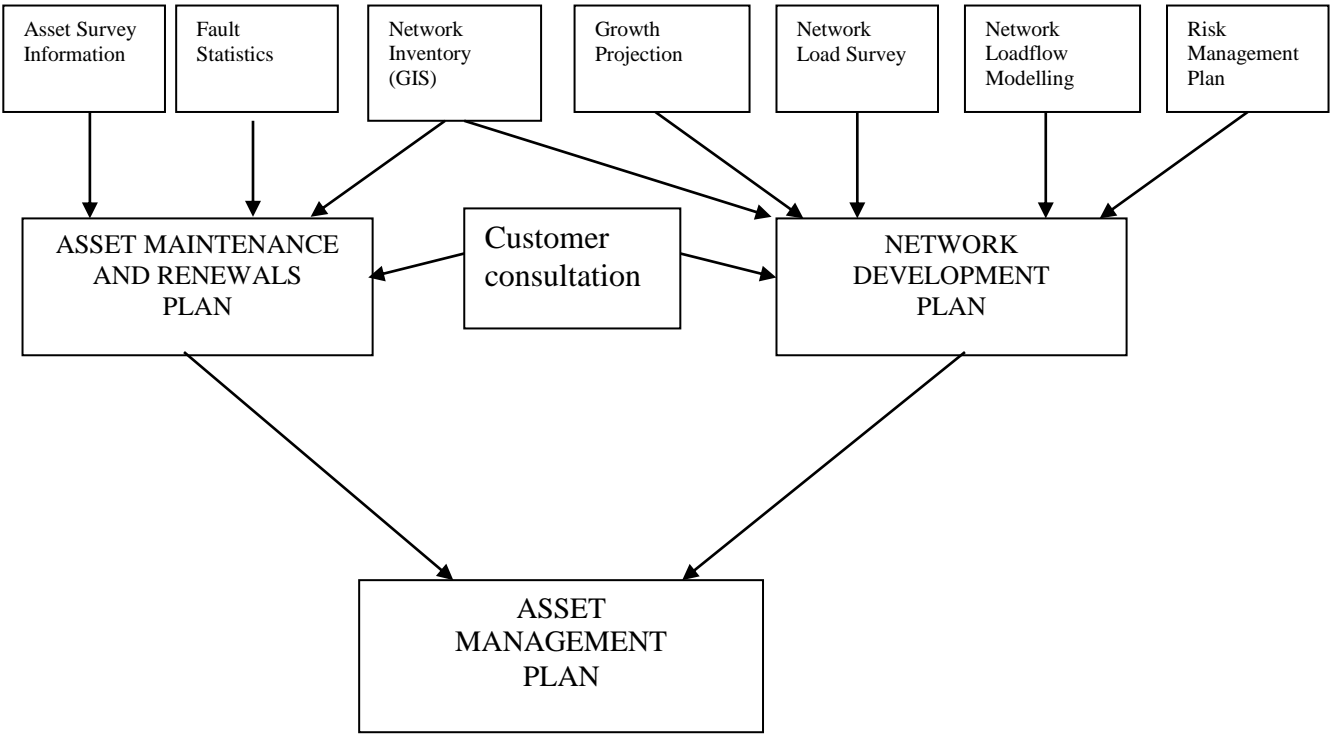 Asset Survey
Information
Fault
Statistics
Network
Inventory
(GIS)
Growth
Projection
Network
Load Survey
Network
Loadflow
Modelling
Risk
Management
Plan
ASSET MAINTENANCE
AND RENEWALS
PLAN
Customer
consultation
NETWORK
DEVELOPMENT
PLAN
ASSET
MANAGEMENT
PLAN